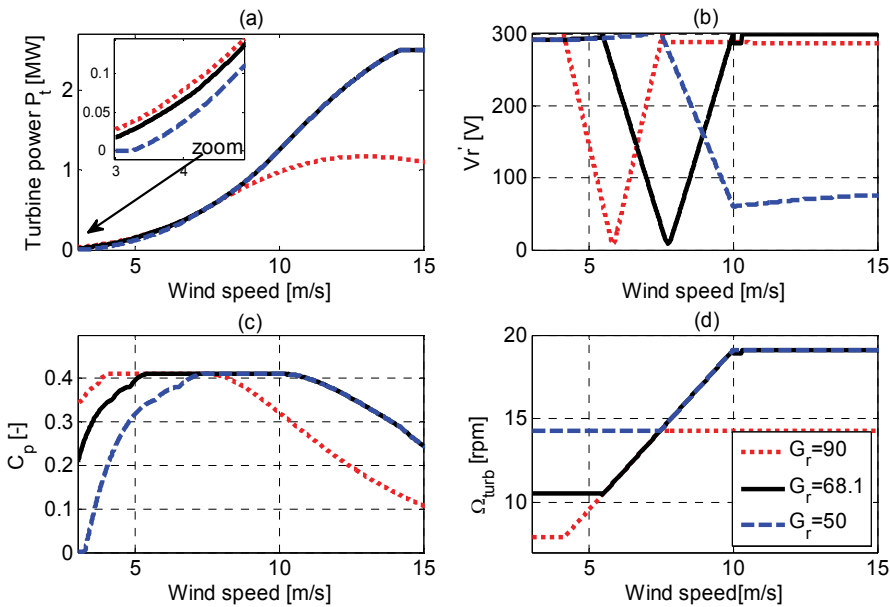 (a)
Turbine power P_t [MW]
2
1
0
0.1
0.05
0
3
4
zoom
5
10
15
Wind speed [m/s]
(b)
Vr' [V]
300
200
100
0
5
10
15
Wind speed [m/s]
(c)
C_p [-]
0.4
0.3
0.2
0.1
0
5
10
15
Wind speed [m/s]
(d)
Ω_turb [rpm]
20
15
10
5
10
15
Wind speed[m/s]
G_r=90
G_r=68.1
G_r=50